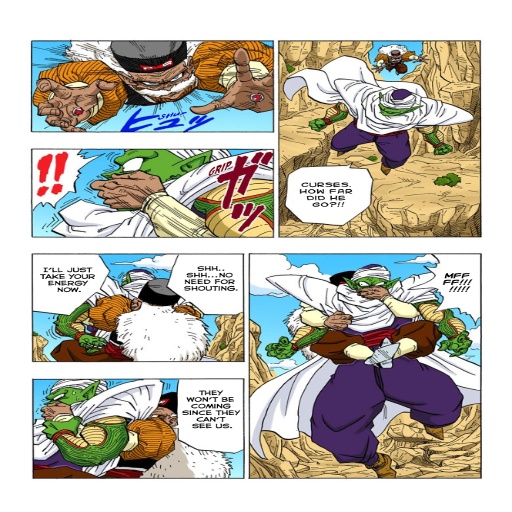 ヒュッ
SHUK
CURSES.
HOW FAR
DID HE
GO?!!
!!
GRIP
ガッ
I'LL JUST
TAKE YOUR
ENERGY
NOW.
SHH..
SHH...NO
NEED FOR
SHOUTING.
MFF
FF!!!
!!!!!
THEY
WON'T BE
COMING
SINCE THEY
CAN'T
SEE US.